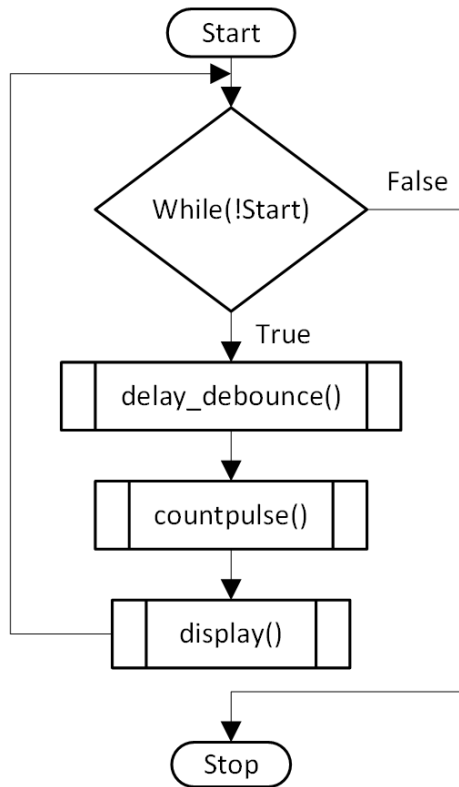 Start
While(!Start)
False
True
delay_debounce()
countpulse()
display()
Stop